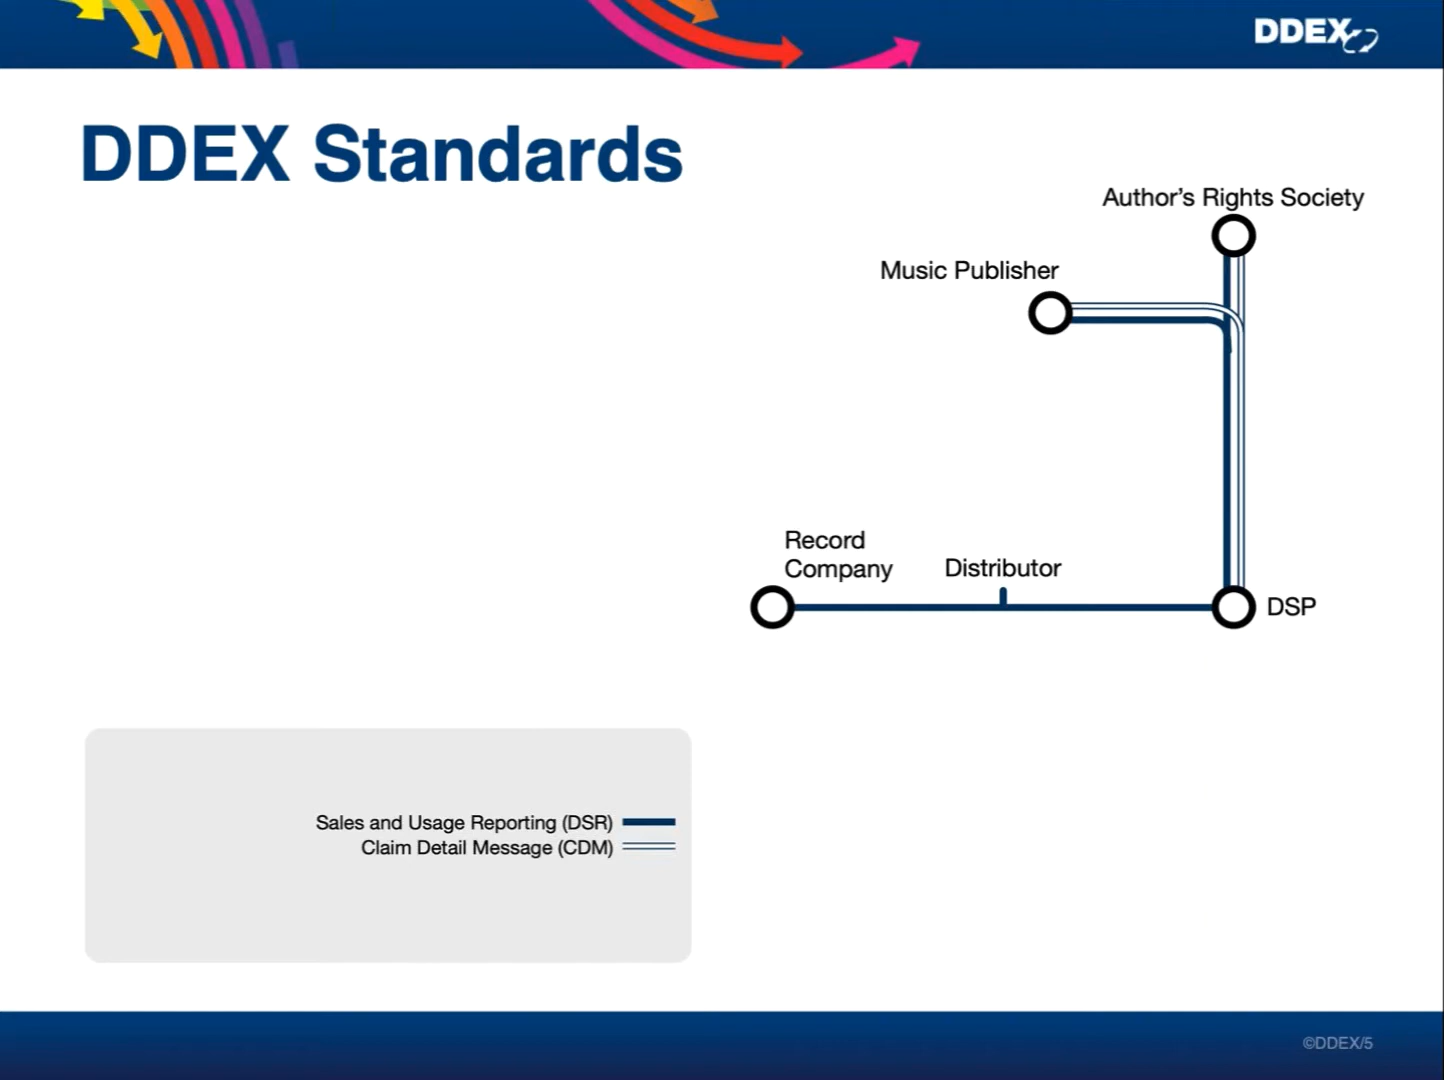 DDEX
DDEX Standards
Author’s Rights Society
Music Publisher
Record
Company
Distributor
DSP
Sales and Usage Reporting (DSR)
Claim Detail Message (CDM)
©DDEX/5